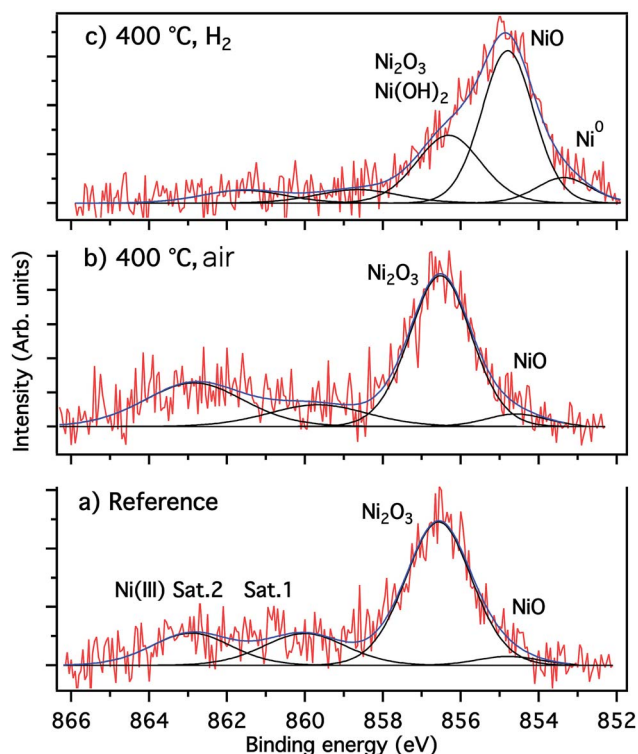 c) 400 °C, H₂
NiO
Ni₂O₃
Ni(OH)₂
Ni⁰
b) 400 °C, air
Ni₂O₃
NiO
Intensity (Arb. units)
a) Reference
Ni₂O₃
Ni(III) Sat.2 Sat.1
NiO
866 864 862 860 858 856 854 852
Binding energy (eV)